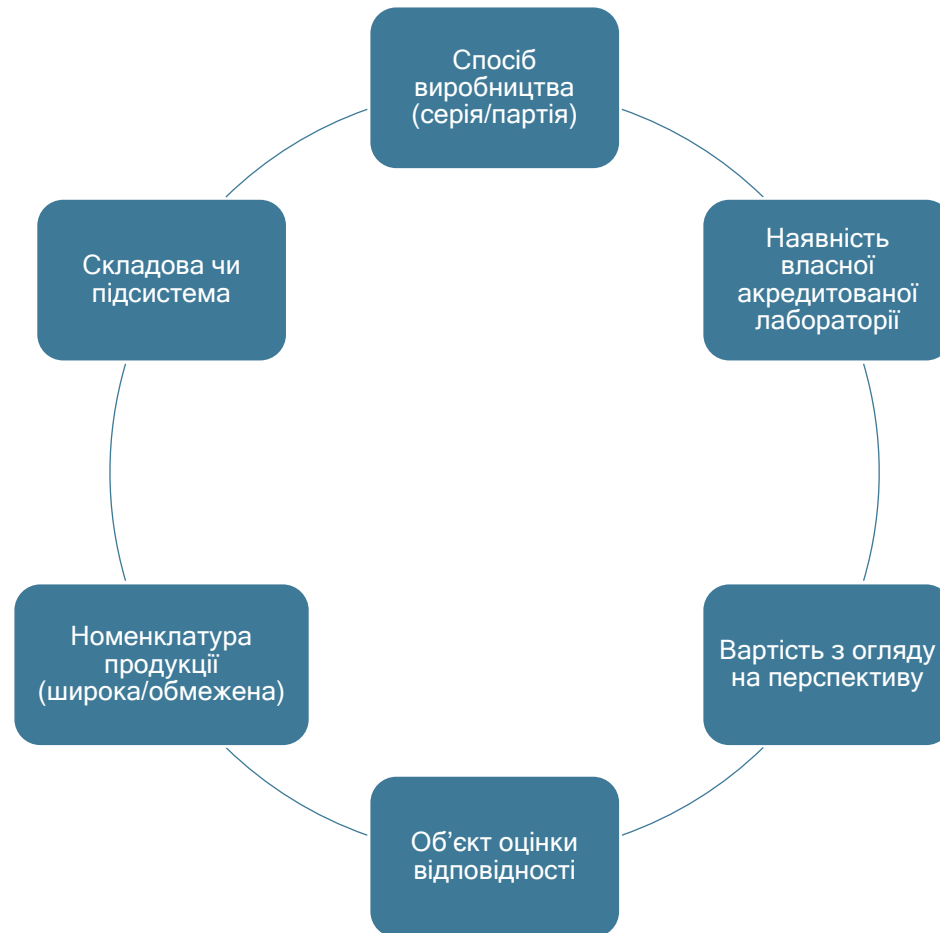 Спосіб
виробництва
(серія/партія)
Наявність
власної
акредитованої
лабораторії
Вартість з огляду
на перспективу
Об’єкт оцінки
відповідності
Номенклатура
продукції
(широка/обмежена)
Складова чи
підсистема